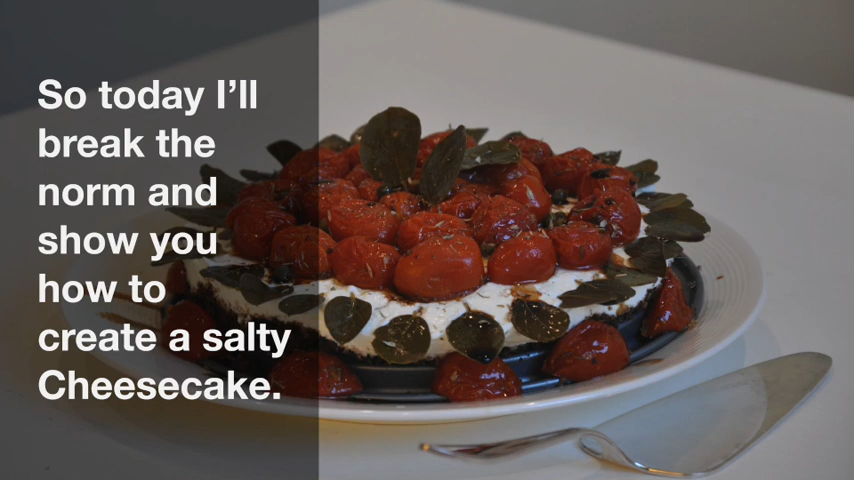 So today I’ll
break the
norm and
show you
how to
create a salty
Cheesecake.